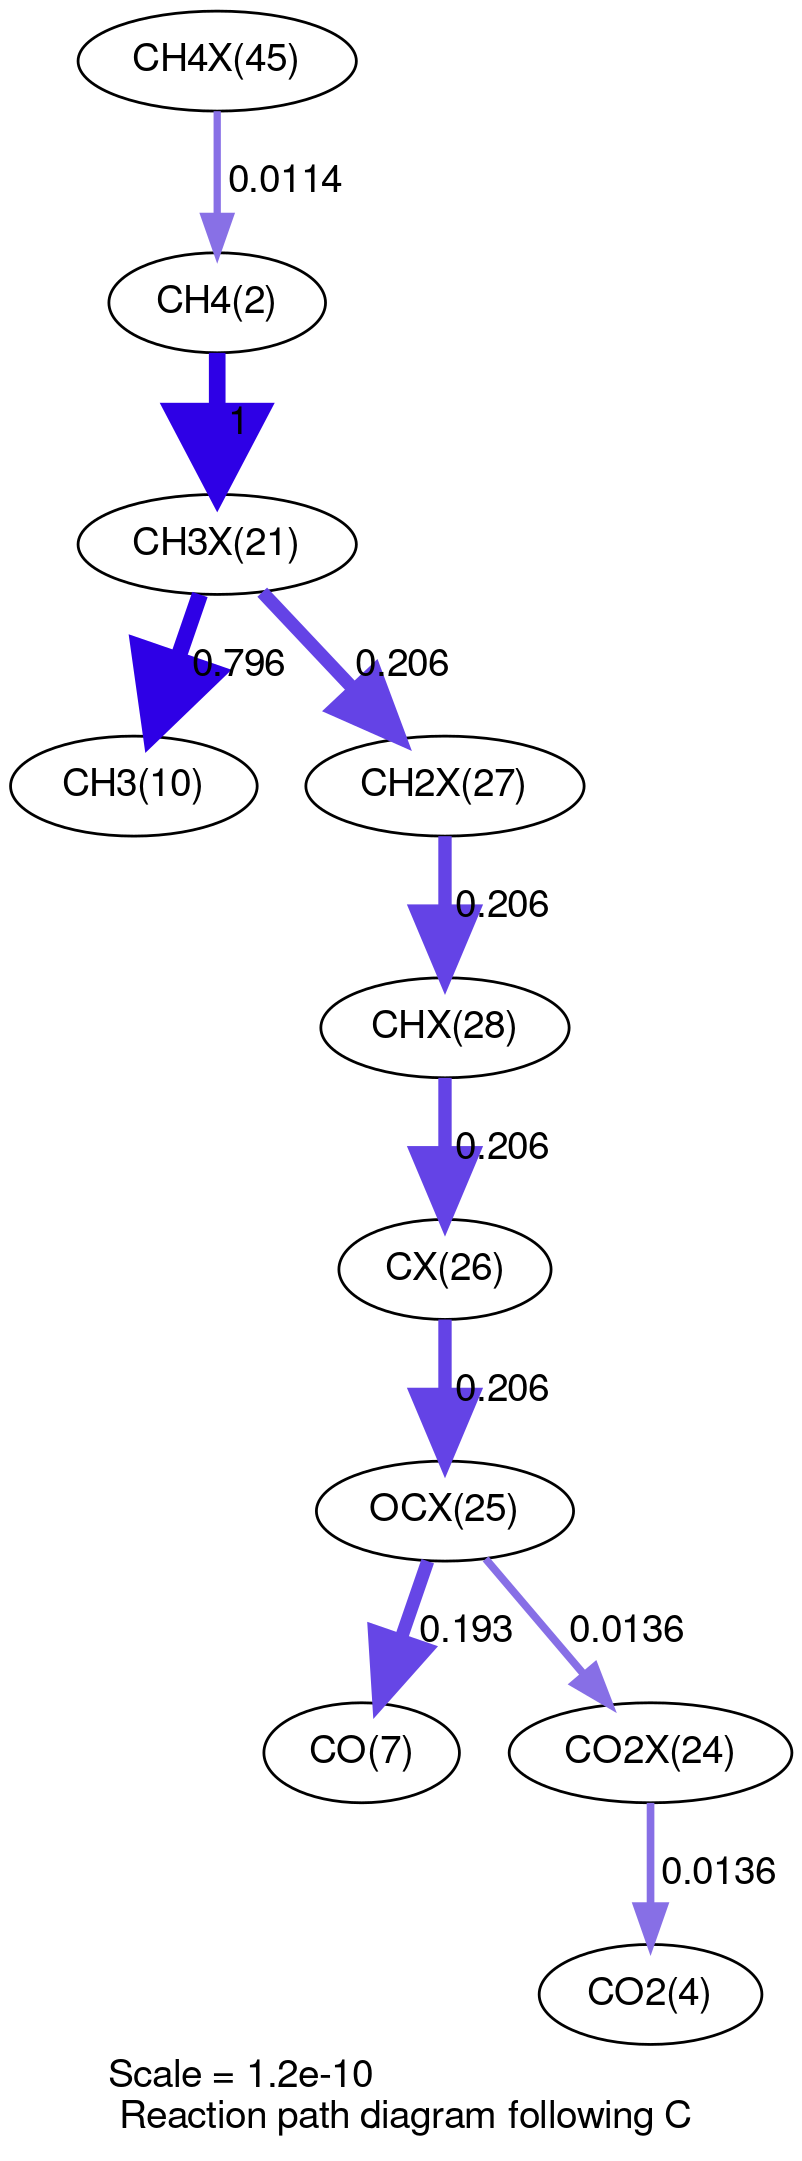 CH4X(45)
0.0114
CH4(2)
1
CH3X(21)
0.796
0.206
CH3(10)
CH2X(27)
0.206
CHX(28)
0.206
CX(26)
0.206
OCX(25)
0.193
0.0136
CO(7)
CO2X(24)
0.0136
CO2(4)
Scale = 1.2e-10
Reaction path diagram following C